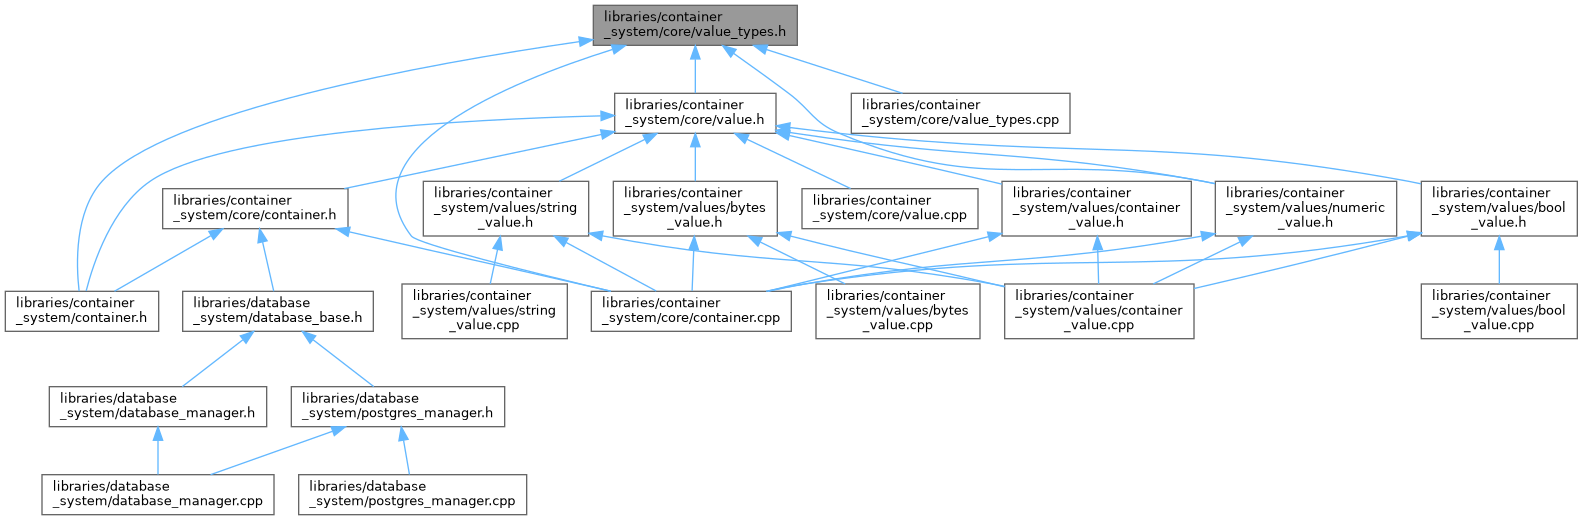 libraries/container
_system/core/value_types.h
libraries/container
_system/core/value.h
libraries/container
_system/core/value_types.cpp
libraries/container
_system/core/container.h
libraries/container
_system/values/string
_value.h
libraries/container
_system/values/bytes
_value.h
libraries/container
_system/core/value.cpp
libraries/container
_system/values/container
_value.h
libraries/container
_system/values/numeric
_value.h
libraries/container
_system/values/bool
_value.h
libraries/container
_system/container.h
libraries/database
_system/database_base.h
libraries/container
_system/values/string
_value.cpp
libraries/container
_system/core/container.cpp
libraries/container
_system/values/bytes
_value.cpp
libraries/container
_system/values/container
_value.cpp
libraries/container
_system/values/bool
_value.cpp
libraries/database
_system/database_manager.h
libraries/database
_system/postgres_manager.h
libraries/database
_system/database_manager.cpp
libraries/database
_system/postgres_manager.cpp